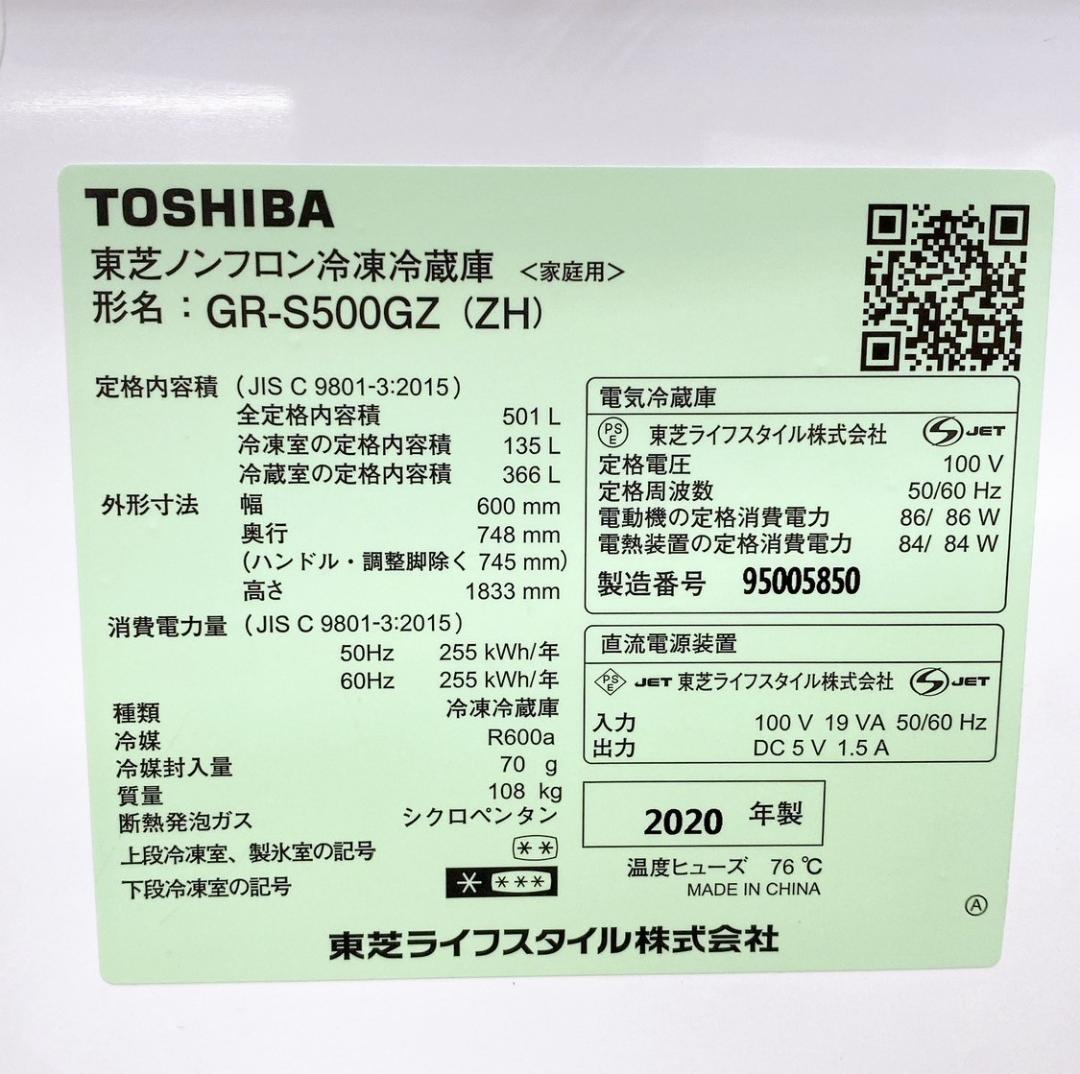 TOSHIBA
東芝ノンフロン冷凍冷蔵庫 <家庭用>
形名:GR-S500GZ (ZH)
定格内容積 (JIS C 9801-3:2015)
全定格内容積 501 L
冷凍室の定格内容積 135 L
冷蔵室の定格内容積 366 L
外形寸法 幅 600 mm
奥行 748 mm
(ハンドル・調整脚除く 745 mm)
高さ 1833 mm
消費電力量 (JIS C 9801-3:2015)
50Hz 255 kWh/年
60Hz 255 kWh/年
種類 冷凍冷蔵庫
冷媒 R600a
冷媒封入量 70 g
質量 108 kg
断熱発泡ガス シクロペンタン
上段冷凍室、製氷室の記号 **
下段冷凍室の記号 * ***
電気冷蔵庫
PSE 東芝ライフスタイル株式会社 JET
定格電圧 100 V
定格周波数 50/60 Hz
電動機の定格消費電力 86/ 86 W
電熱装置の定格消費電力 84/ 84 W
製造番号 95005850
直流電源装置
PSE JET 東芝ライフスタイル株式会社 JET
入力 100 V 19 VA 50/60 Hz
出力 DC 5 V 1.5 A
2020 年製
温度ヒューズ 76 ℃
MADE IN CHINA
Ⓐ
東芝ライフスタイル株式会社